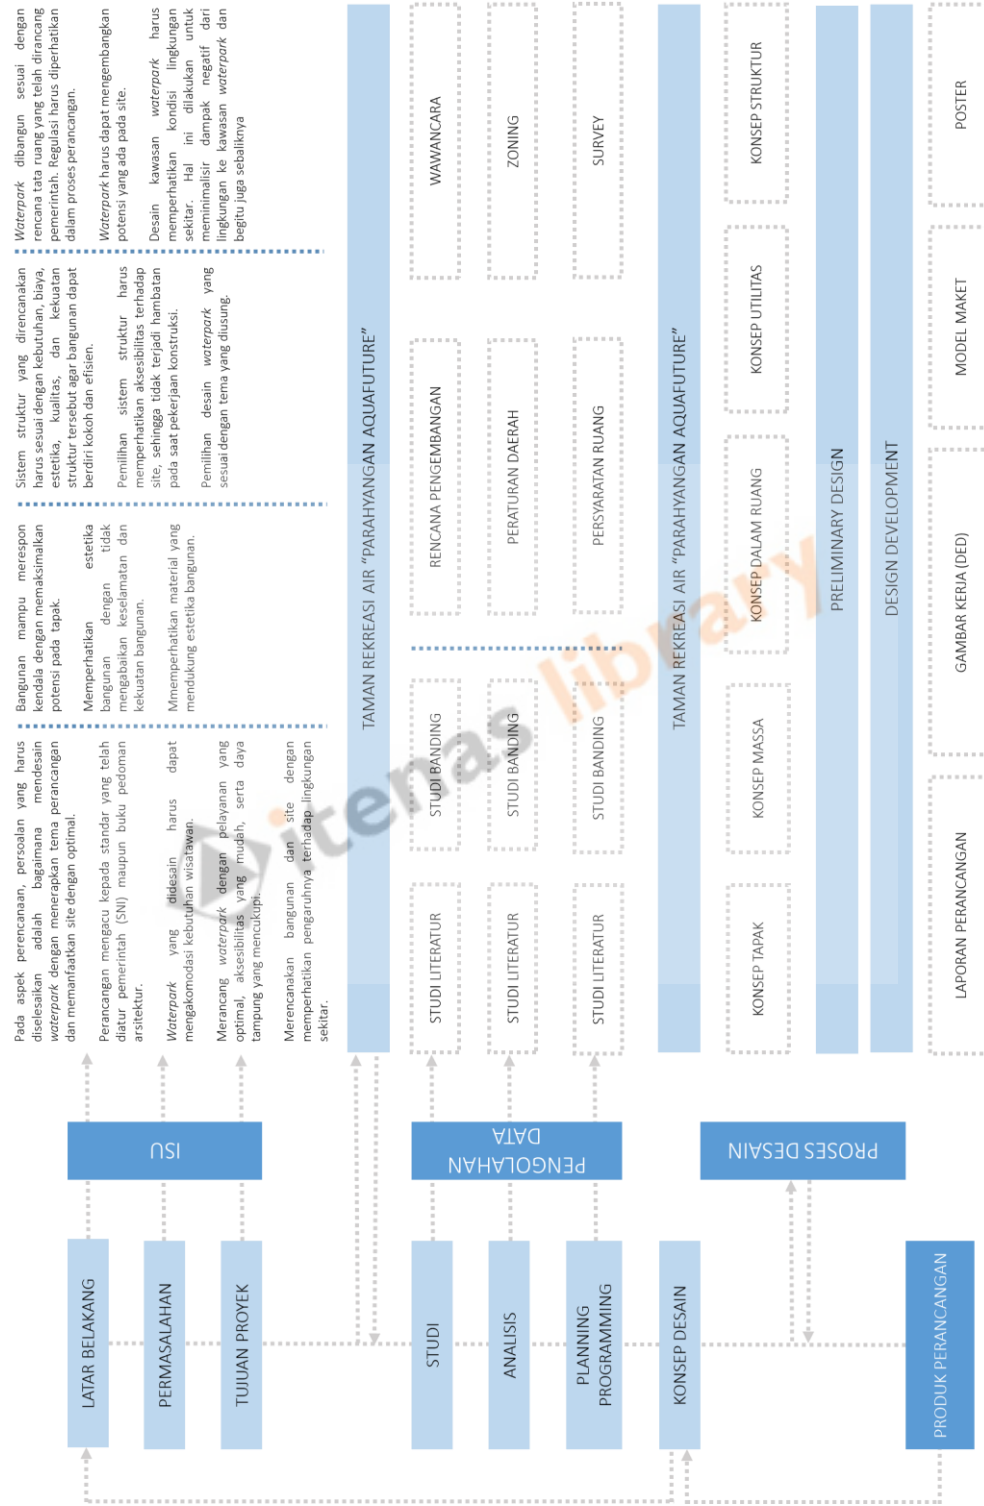 LATAR BELAKANG
PERMASALAHAN
TUJUAN PROYEK
ISU
Pada aspek perencanaan, persoalan yang harus
diselesaikan adalah bagaimana mendesain
waterpark dengan menerapkan tema perancangan
dan memanfaatkan site dengan optimal.
Perancangan mengacu kepada standar yang telah
diatur pemerintah (SNI) maupun buku pedoman
arsitektur.
Waterpark yang didesain harus dapat
mengakomodasi kebutuhan wisatawan.
Merancang waterpark dengan pelayanan yang
optimal, aksesibilitas yang mudah, serta daya
tampung yang mencukupi.
Merencanakan bangunan dan site dengan
memperhatikan pengaruhnya terhadap lingkungan
sekitar.
Bangunan mampu merespon
kendala dengan memaksimalkan
potensi pada tapak.
Memperhatikan estetika
bangunan dengan tidak
mengabaikan keselamatan dan
kekuatan bangunan.
Mmemperhatikan material yang
mendukung estetika bangunan.
Sistem struktur yang direncanakan
harus sesuai dengan kebutuhan, biaya,
estetika, kualitas, dan kekuatan
struktur tersebut agar bangunan dapat
berdiri kokoh dan efisien.
Pemilihan sistem struktur harus
memperhatikan aksesibilitas terhadap
site, sehingga tidak terjadi hambatan
pada saat pekerjaan konstruksi.
Pemilihan desain waterpark yang
sesuai dengan tema yang diusung.
Waterpark dibangun sesuai dengan
rencana tata ruang yang telah dirancang
pemerintah. Regulasi harus diperhatikan
dalam proses perancangan.
Waterpark harus dapat mengembangkan
potensi yang ada pada site.
Desain kawasan waterpark harus
memperhatikan kondisi lingkungan
sekitar. Hal ini dilakukan untuk
meminimalisir dampak negatif dari
lingkungan ke kawasan waterpark dan
begitu juga sebaliknya
TAMAN REKREASI AIR “PARAHYANGAN AQUAFUTURE”
STUDI
ANALISIS
PLANNING
PROGRAMMING
PENGOLAHAN
DATA
STUDI LITERATUR
STUDI BANDING
RENCANA PENGEMBANGAN
WAWANCARA
STUDI LITERATUR
STUDI BANDING
PERATURAN DAERAH
ZONING
STUDI LITERATUR
STUDI BANDING
PERSYARATAN RUANG
SURVEY
KONSEP DESAIN
TAMAN REKREASI AIR “PARAHYANGAN AQUAFUTURE”
PROSES DESAIN
KONSEP TAPAK
KONSEP MASSA
KONSEP DALAM RUANG
KONSEP UTILITAS
KONSEP STRUKTUR
PRELIMINARY DESIGN
DESIGN DEVELOPMENT
PRODUK PERANCANGAN
LAPORAN PERANCANGAN
GAMBAR KERJA (DED)
MODEL MAKET
POSTER
itenas library